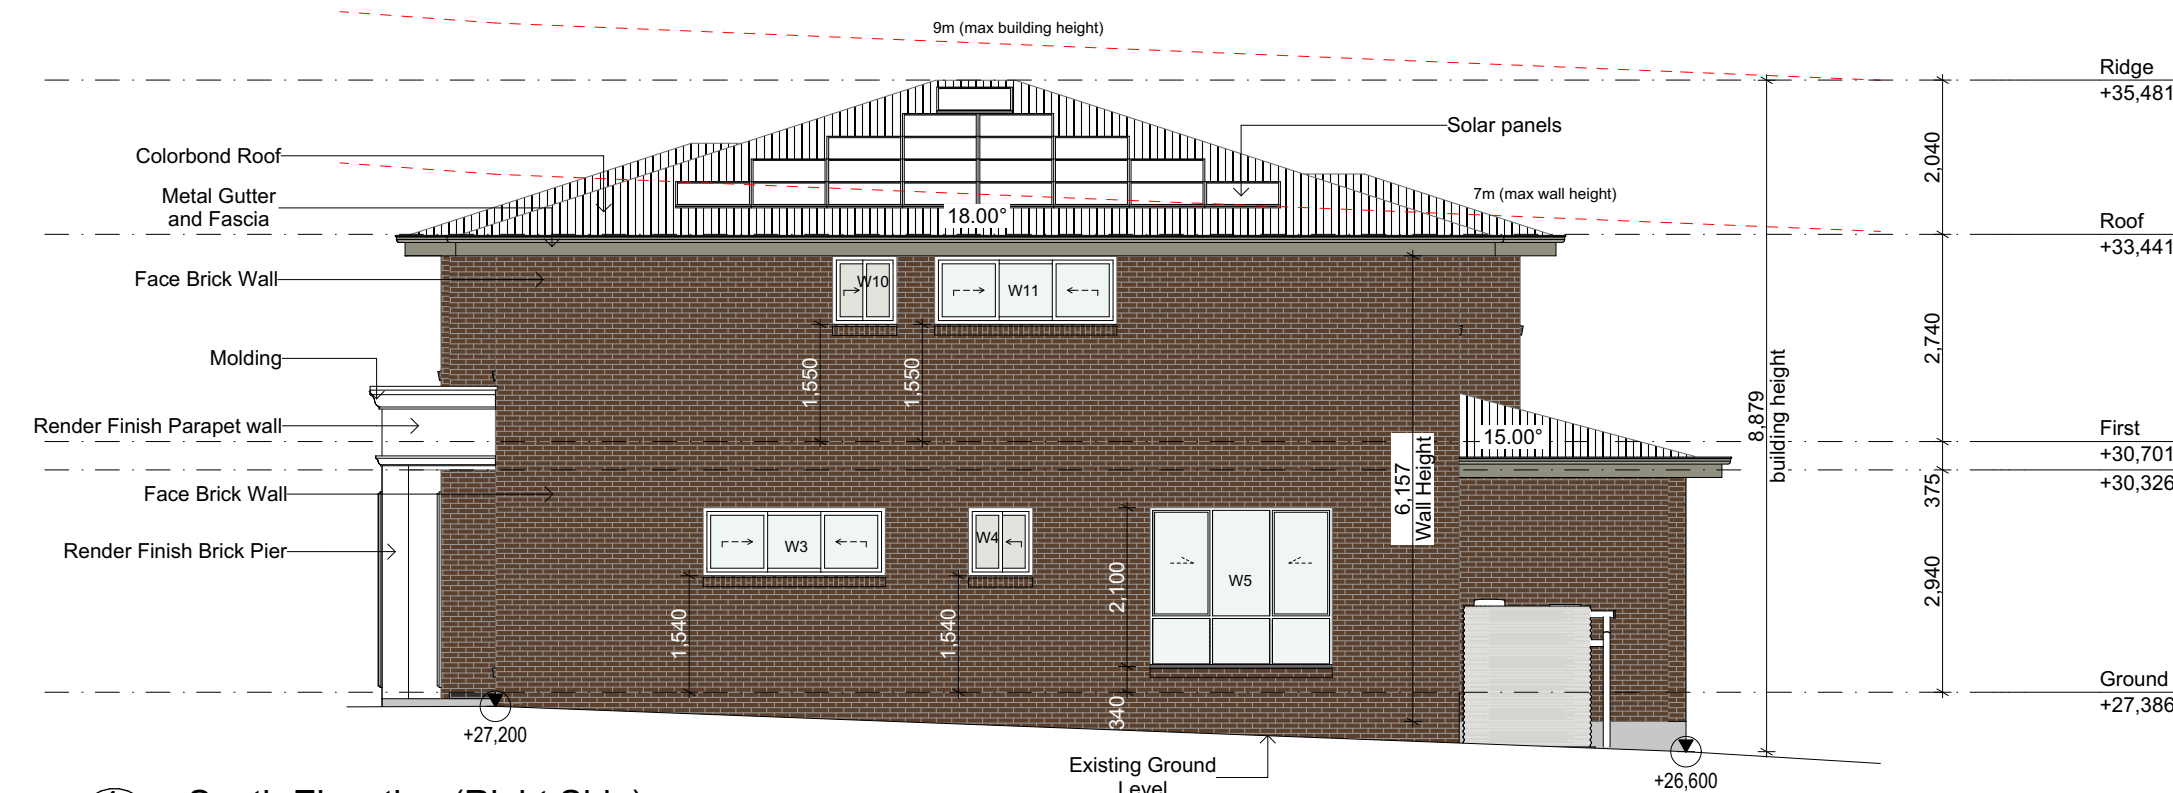 9m (max building height)
Ridge
+35,481
Solar panels
2,040
Colorbond Roof
Metal Gutter
and Fascia
7m (max wall height)
18.00°
Roof
+33,441
Face Brick Wall
W10
W11
2,740
Molding
1,550
1,550
8,879
building height
Render Finish Parapet wall
15.00°
First
+30,701
6,157
Wall Height
375
+30,326
Face Brick Wall
Render Finish Brick Pier
W3
W4
W5
2,100
2,940
1,540
1,540
340
Ground
+27,386
+27,200
Existing Ground
Level
+26,600